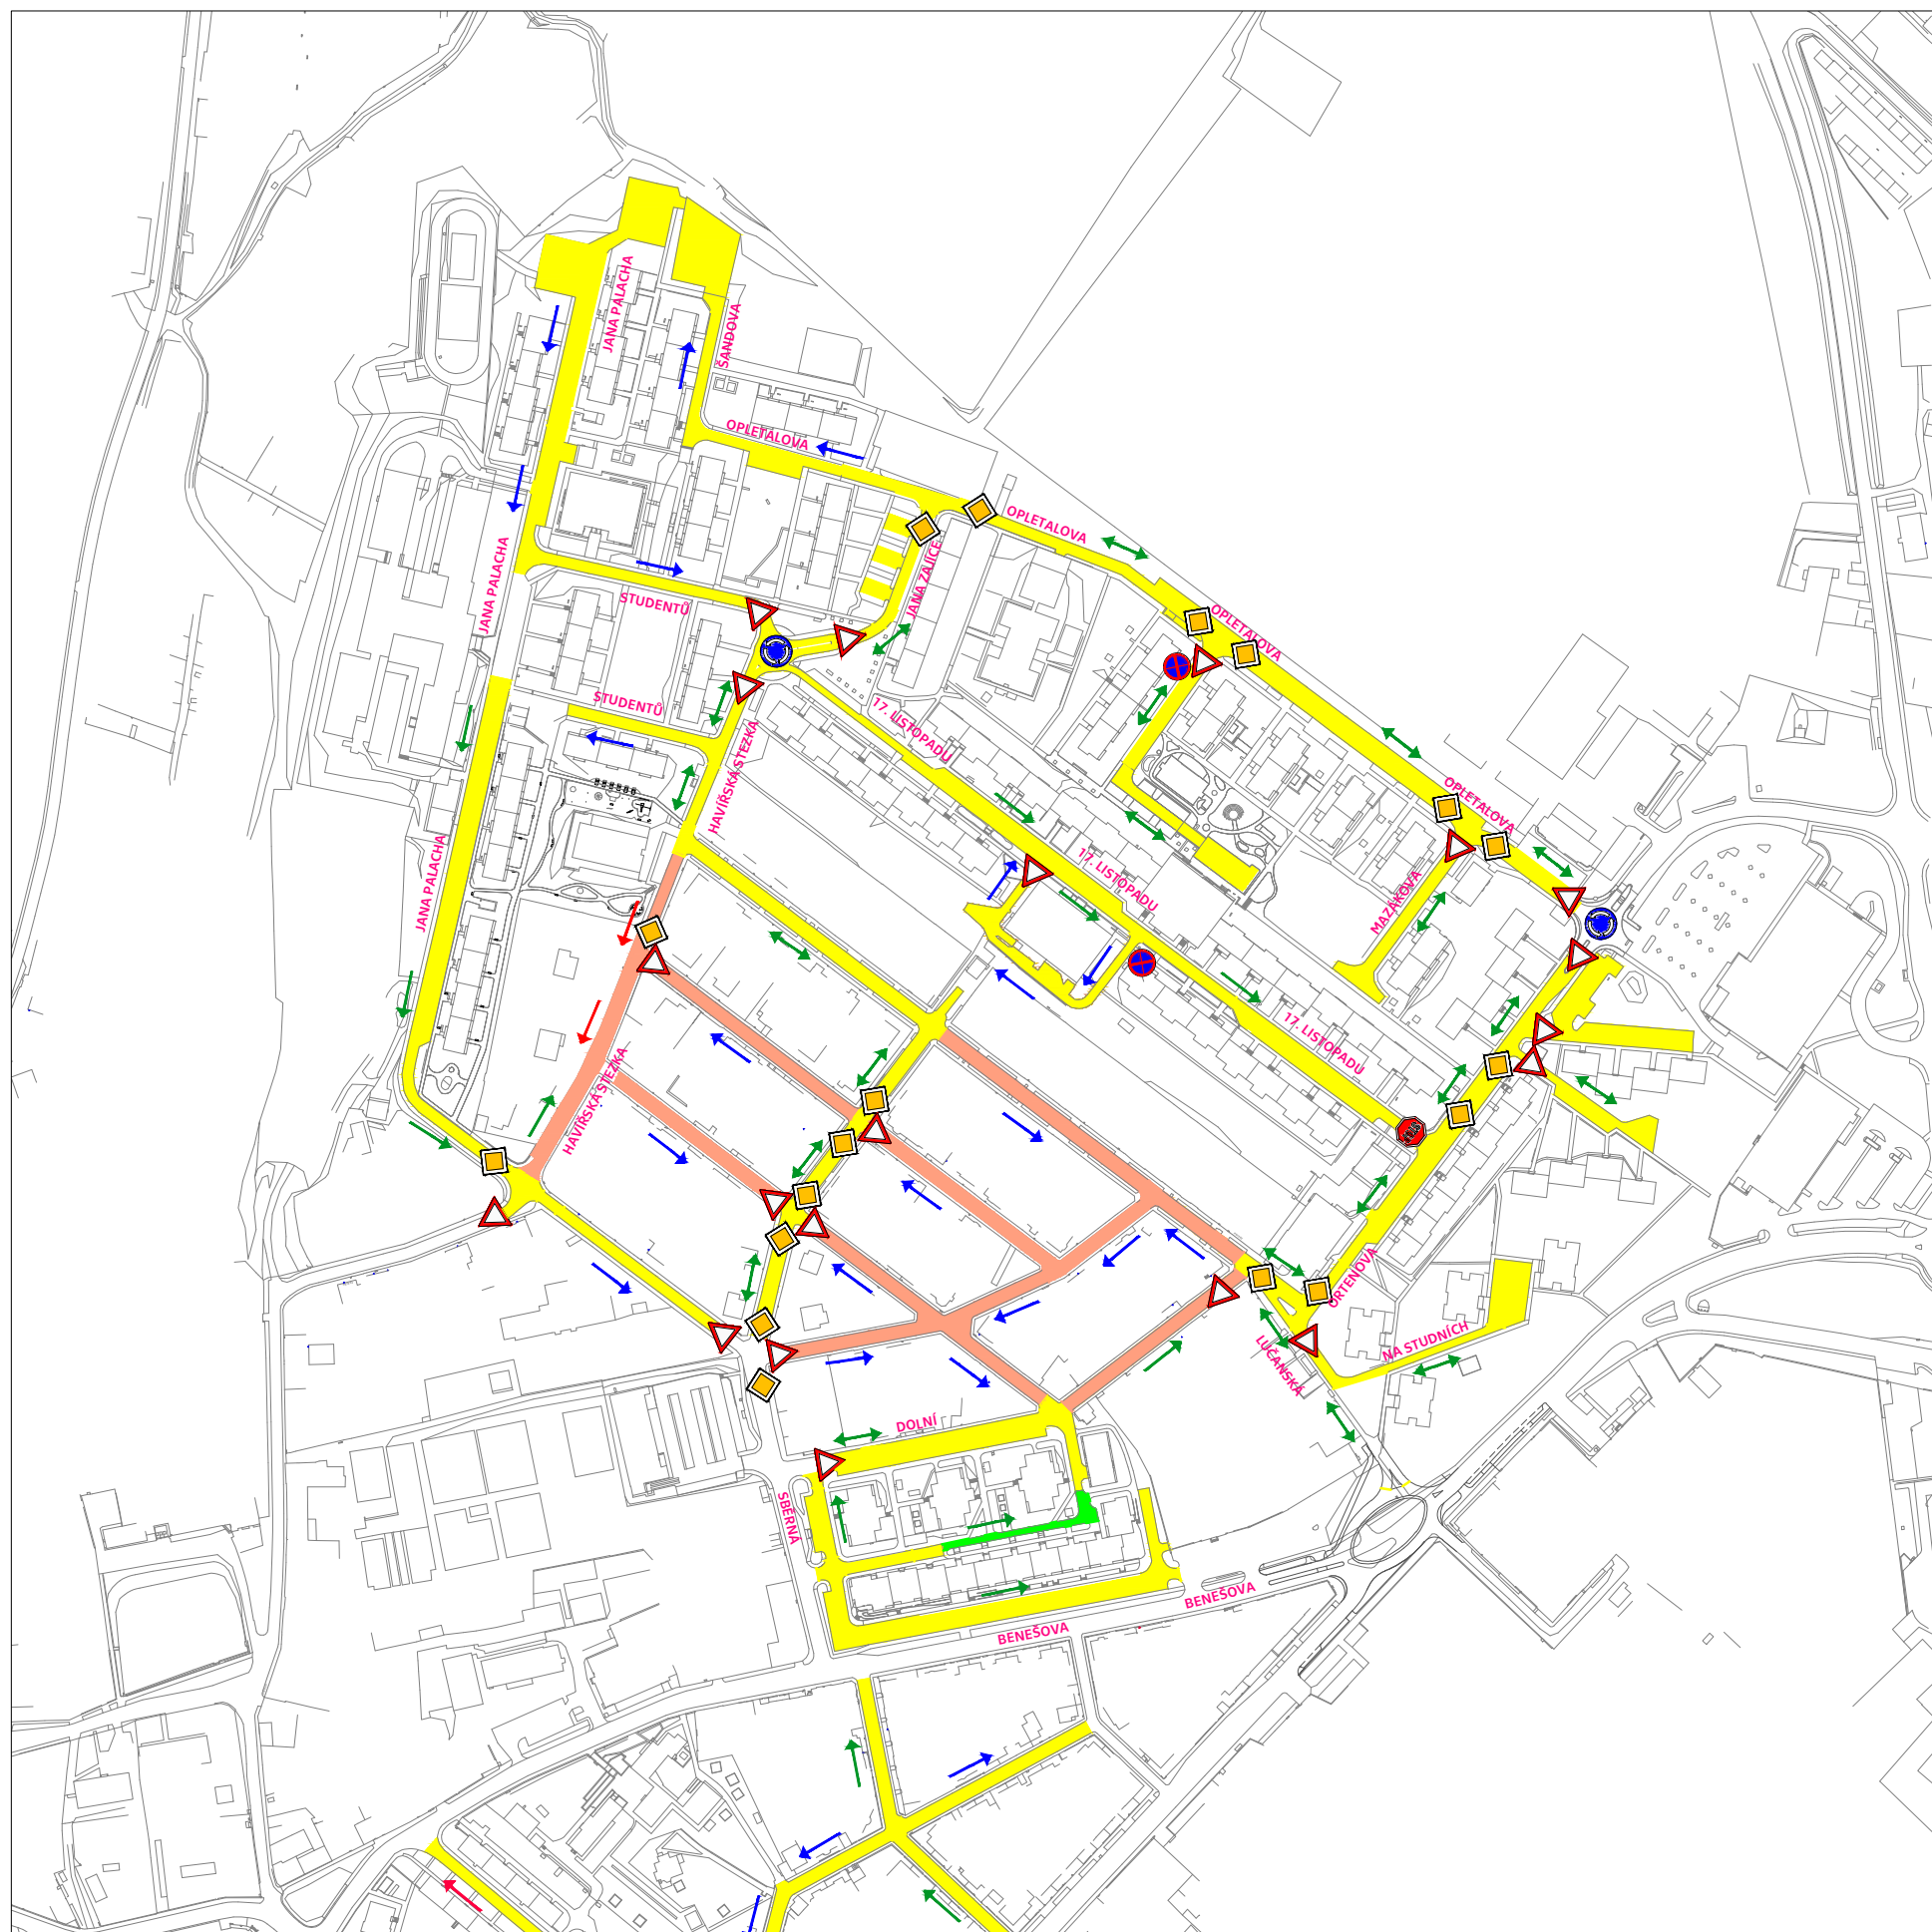 JANA PALACHA
ŠANDOVA
OPLETALOVA
OPLETALOVA
JANA PALACHA
JANA ZAJÍCE
STUDENTŮ
OPLETALOVA
STUDENTŮ
17. LISTOPADU
HAVÍŘSKÁ STEZKA
OPLETALOVA
JANA PALACHA
17. LISTOPADU
MAZÁKOVA
17. LISTOPADU
HAVÍŘSKÁ STEZKA
STOP
ORTENOVA
LUČANSKÁ
NA STUDNÍCH
DOLNÍ
SBĚRNÁ
BENEŠOVA
BENEŠOVA